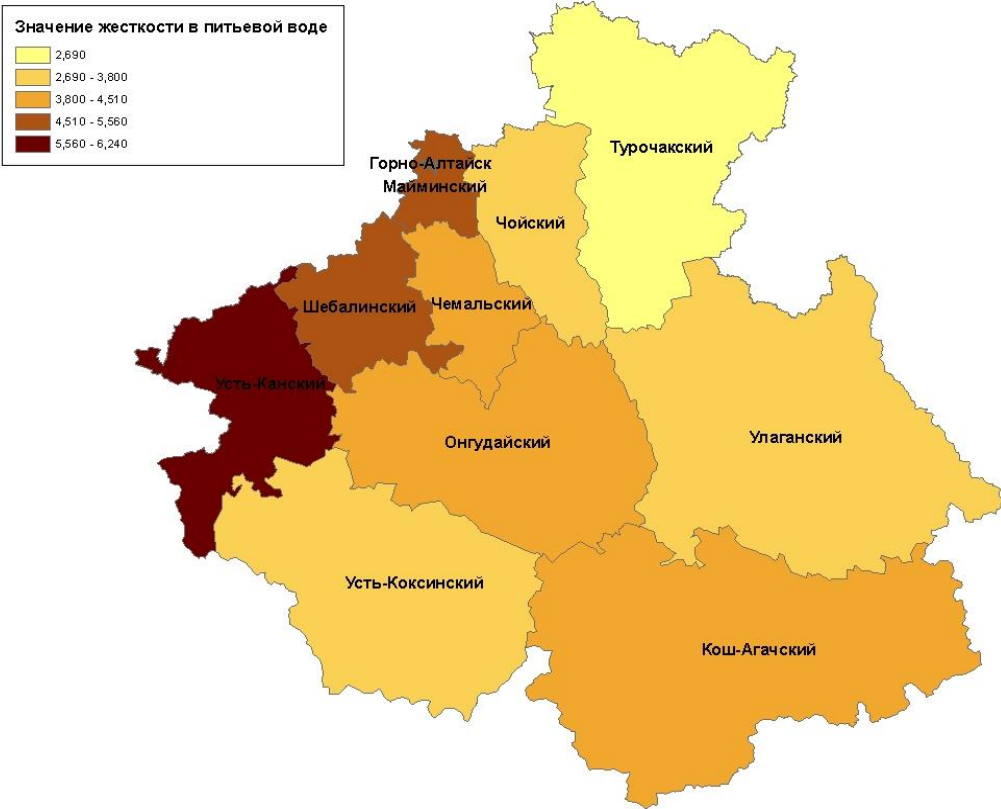 Значение жесткости в питьевой воде
2,690
2,690 - 3,800
3,800 - 4,510
4,510 - 5,560
5,560 - 6,240
Турочакский
Горно-Алтайск
Майминский
Чойский
Шебалинский
Чемальский
Усть-Канский
Онгудайский
Улаганский
Усть-Коксинский
Кош-Агачский